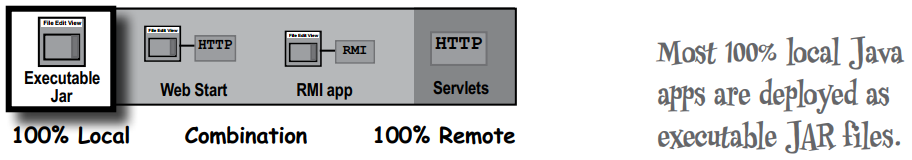 File Edit View
Executable
Jar
File Edit View
HTTP
Web Start
File Edit View
RMI
RMI app
HTTP
Servlets
100% Local
Combination
100% Remote
Most 100% local Java
apps are deployed as
executable JAR files.